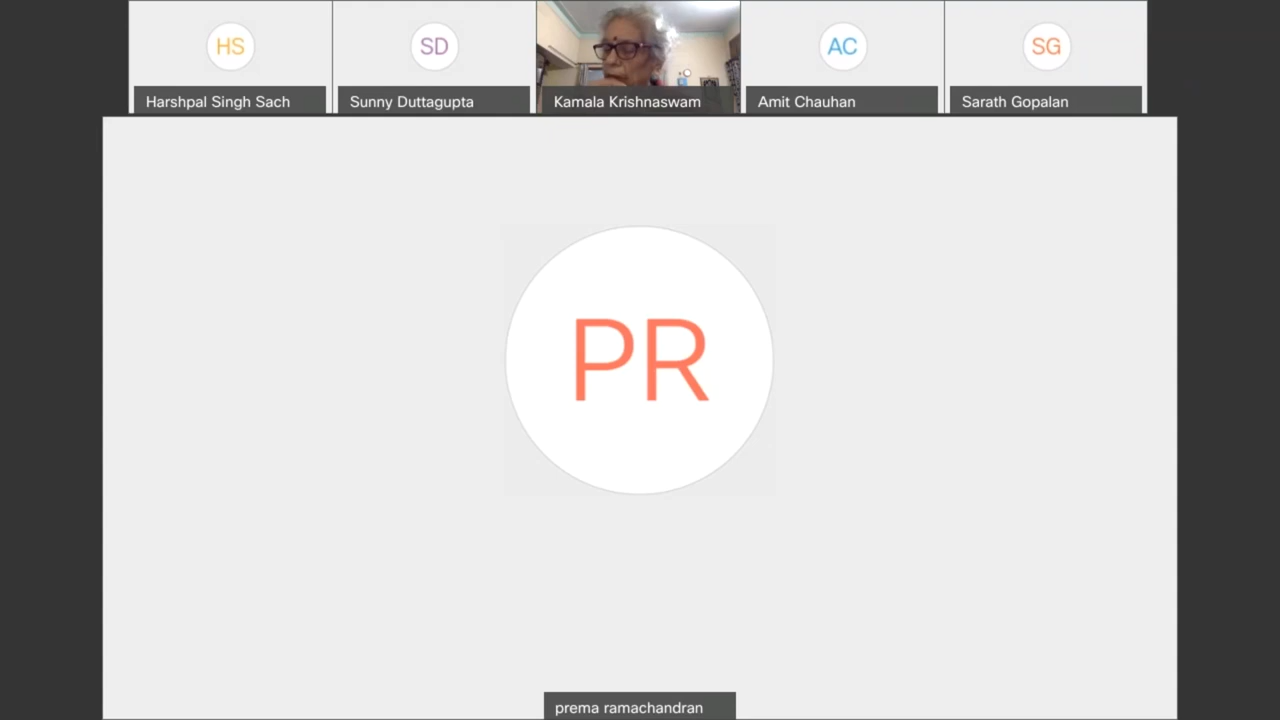 HS
Harshpal Singh Sach
SD
Sunny Duttagupta
Kamala Krishnaswam
AC
Amit Chauhan
SG
Sarath Gopalan
PR
prema ramachandran